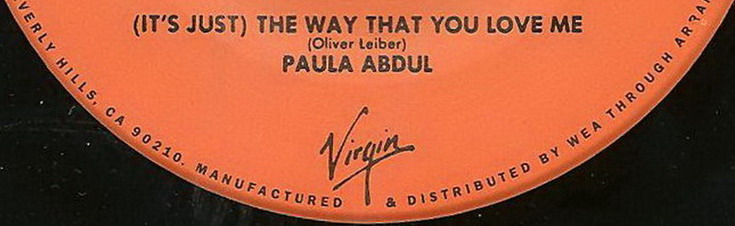 (IT'S JUST) THE WAY THAT YOU LOVE ME
(Oliver Leiber)
PAULA ABDUL
Virgin
HILLS, CA 90210. MANUFACTURED & DISTRIBUTED BY WEA THROUGH